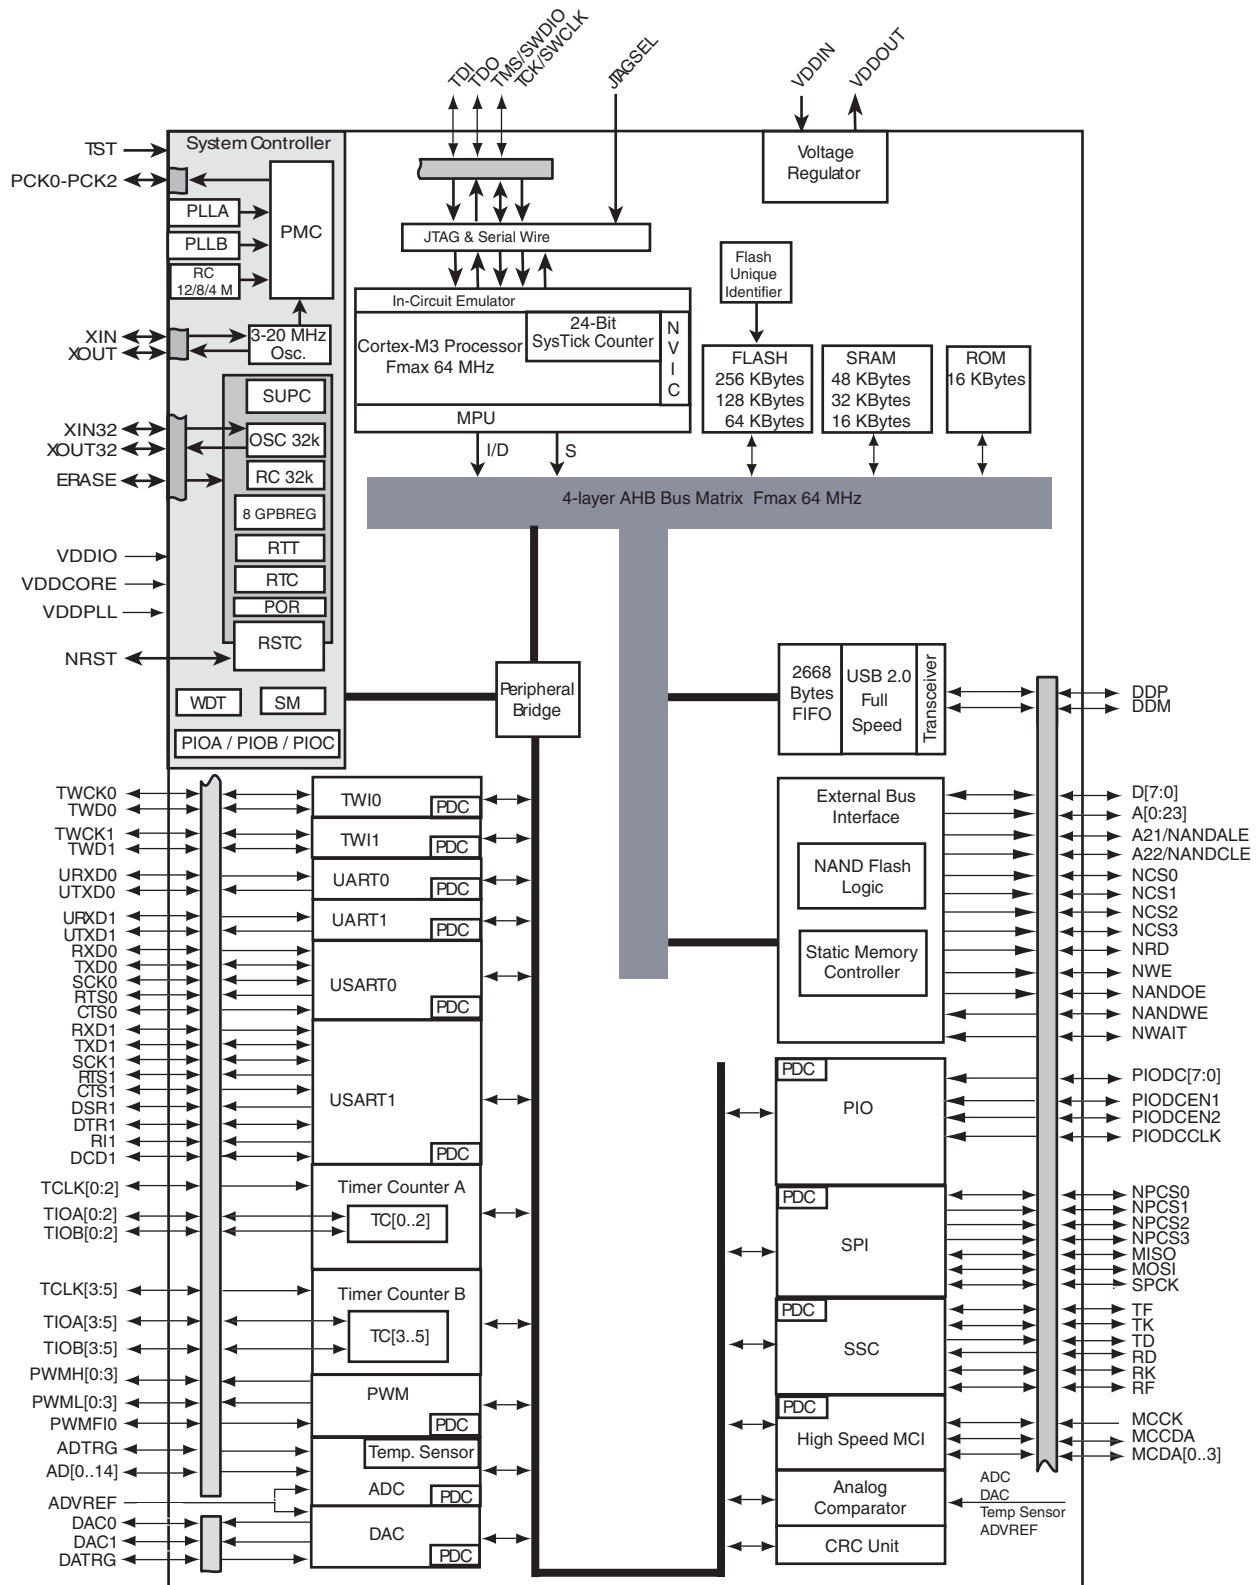 TDI
TDO
TMS/SWDIO
TCK/SWCLK
JTAGSEL
VDDIN
VDDOUT
System Controller
TST
PCK0-PCK2
PLLA
PLLB
RC
12/8/4 M
PMC
XIN
XOUT
3-20 MHz
Osc.
SUPC
XIN32
XOUT32
OSC 32k
ERASE
RC 32k
8 GPBREG
RTT
VDDIO
RTC
VDDCORE
POR
VDDPLL
RSTC
NRST
WDT
SM
PIOA / PIOB / PIOC
Voltage
Regulator
JTAG & Serial Wire
In-Circuit Emulator
Cortex-M3 Processor
Fmax 64 MHz
24-Bit
SysTick Counter
N
V
I
C
MPU
I/D
S
Flash
Unique
Identifier
FLASH
256 KBytes
128 KBytes
64 KBytes
SRAM
48 KBytes
32 KBytes
16 KBytes
ROM
16 KBytes
4-layer AHB Bus Matrix  Fmax 64 MHz
Peripheral
Bridge
2668
Bytes
FIFO
USB 2.0
Full
Speed
Transceiver
DDP
DDM
TWCK0
TWD0
TWI0
PDC
TWCK1
TWD1
TWI1
PDC
URXD0
UTXD0
UART0
PDC
URXD1
UTXD1
UART1
PDC
RXD0
TXD0
SCK0
RTS0
CTS0
USART0
PDC
RXD1
TXD1
SCK1
RTS1
CTS1
DSR1
DTR1
RI1
DCD1
USART1
PDC
TCLK[0:2]
TIOA[0:2]
TIOB[0:2]
Timer Counter A
TC[0..2]
TCLK[3:5]
TIOA[3:5]
TIOB[3:5]
Timer Counter B
TC[3..5]
PWMH[0:3]
PWML[0:3]
PWMFI0
PWM
PDC
ADTRG
AD[0..14]
Temp. Sensor
ADC
PDC
ADVREF
DAC0
DAC1
DATRG
DAC
PDC
External Bus
Interface
NAND Flash
Logic
Static Memory
Controller
D[7:0]
A[0:23]
A21/NANDALE
A22/NANDCLE
NCS0
NCS1
NCS2
NCS3
NRD
NWE
NANDOE
NANDWE
NWAIT
PDC
PIO
PIODC[7:0]
PIODCEN1
PIODCEN2
PIODCCLK
PDC
SPI
NPCS0
NPCS1
NPCS2
NPCS3
MISO
MOSI
SPCK
PDC
SSC
TF
TK
TD
RD
RK
RF
PDC
High Speed MCI
MCCK
MCCDA
MCDA[0..3]
Analog
Comparator
ADC
DAC
Temp Sensor
ADVREF
CRC Unit